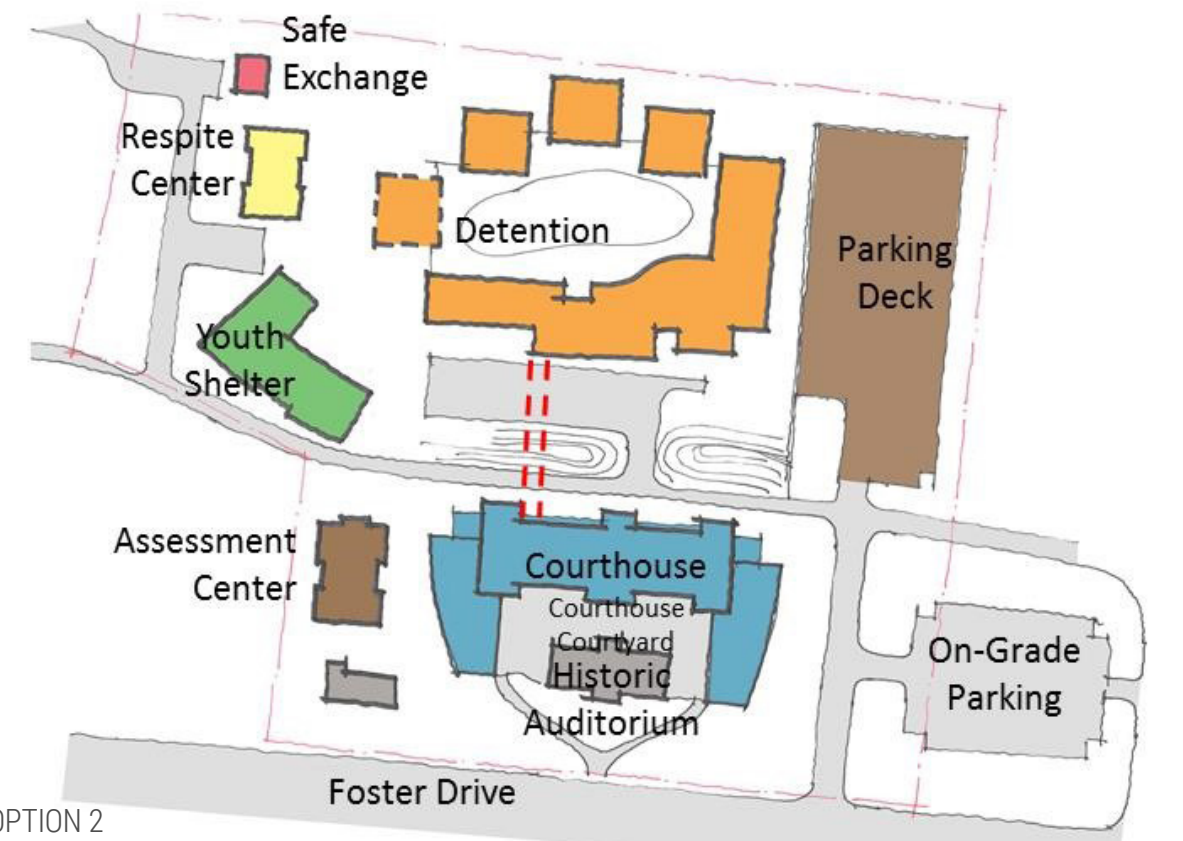 Safe
Exchange
Respite
Center
Detention
Parking
Deck
Youth
Shelter
Assessment
Center
Courthouse
Courthouse
Courtyard
Historic
Auditorium
On-Grade
Parking
Foster Drive
OPTION 2